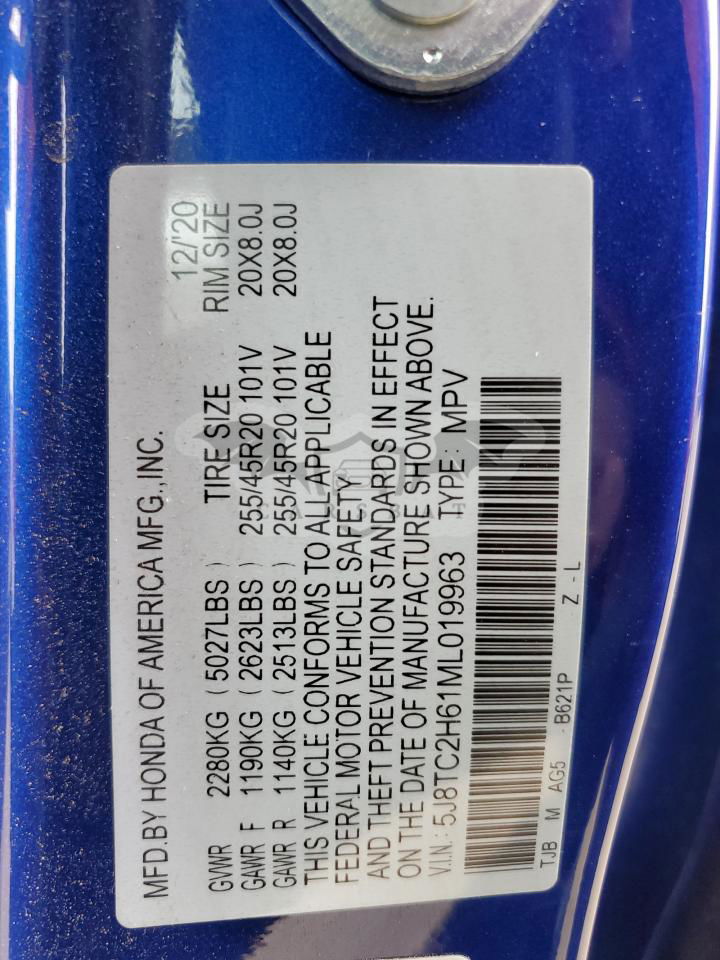 MFD. BY HONDA OF AMERICA MFG., INC. 12/'20
GVWR 2280KG (5027LBS) TIRE SIZE RIM SIZE
GAWR F 1190KG (2623LBS) 255/45R20 101V 20X8.0J
GAWR R 1140KG (2513LBS) 255/45R20 101V 20X8.0J
THIS VEHICLE CONFORMS TO ALL APPLICABLE
FEDERAL MOTOR VEHICLE SAFETY
AND THEFT PREVENTION STANDARDS IN EFFECT
ON THE DATE OF MANUFACTURE SHOWN ABOVE.
V.I.N.: 5J8TC2H61ML019963 TYPE: MPV
TJB M AG5 -B621P Z-L